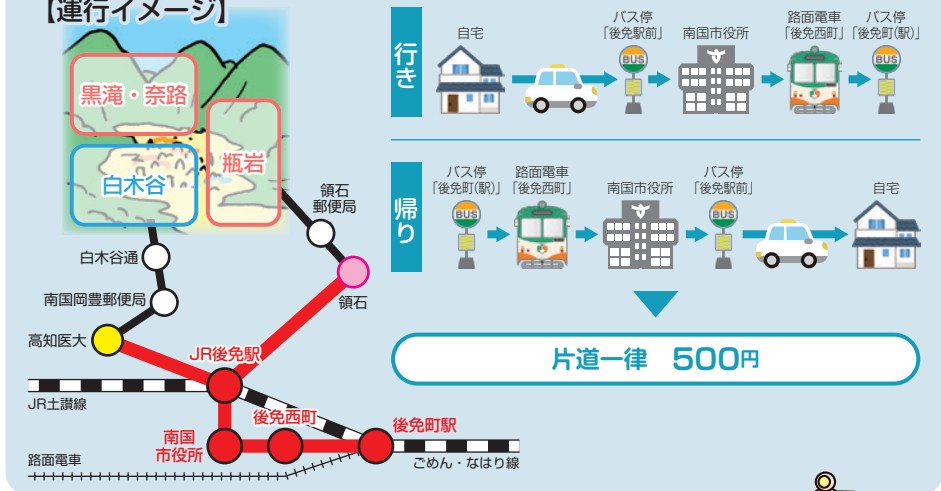 【運行イメージ】
黒滝・奈路
瓶岩
白木谷
領石
郵便局
白木谷通
南国岡豊郵便局
領石
高知医大
JR後免駅
JR土讃線
後免西町
後免町駅
南国
市役所
ごめん・なはり線
路面電車
行き
自宅
バス停
「後免駅前」
BUS
南国市役所
路面電車
「後免西町」
バス停
「後免町(駅)」
BUS
帰り
バス停
「後免町(駅)」
BUS
路面電車
「後免西町」
南国市役所
バス停
「後免駅前」
BUS
自宅
片道一律 500円